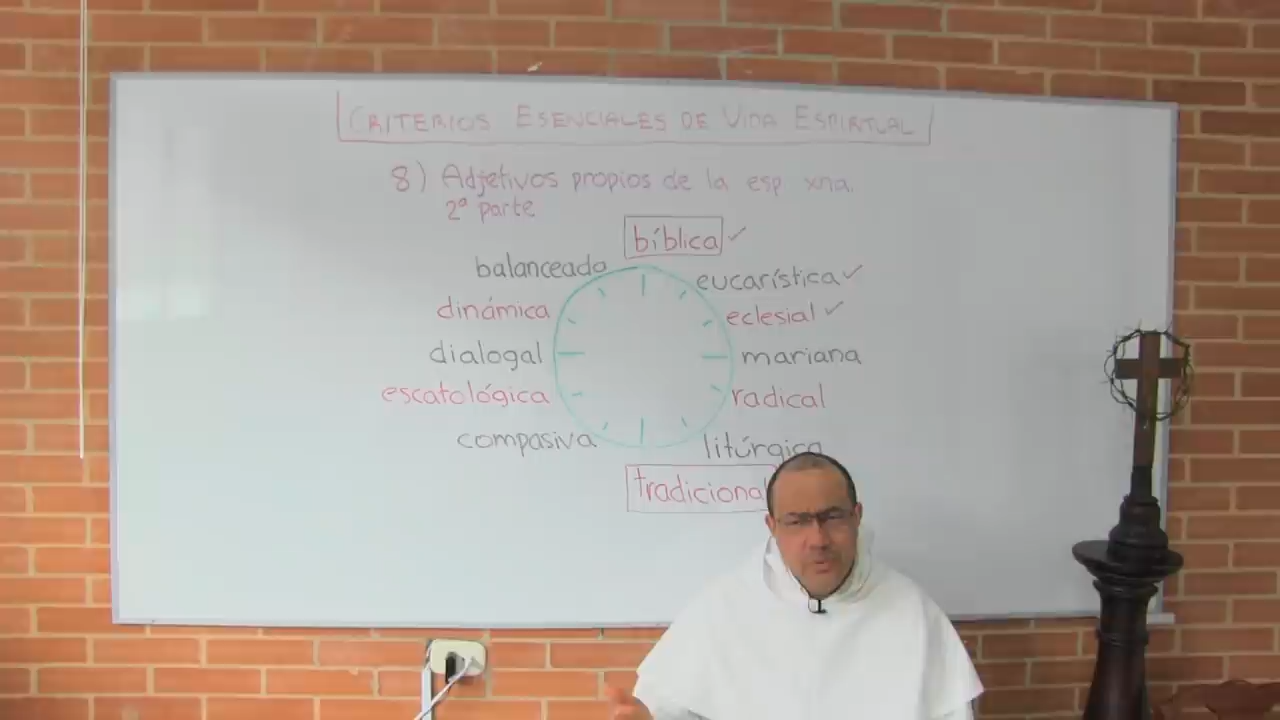 CRITERIOS ESENCIALES DE VIDA ESPIRTUAL
8) Adjetivos propios de la esp xna.
2ª parte
bíblica ✓
balanceado
eucarística ✓
dinámica
eclesial ✓
dialogal
mariana
escatológica
radical
compasiva
litúrgica
tradicional